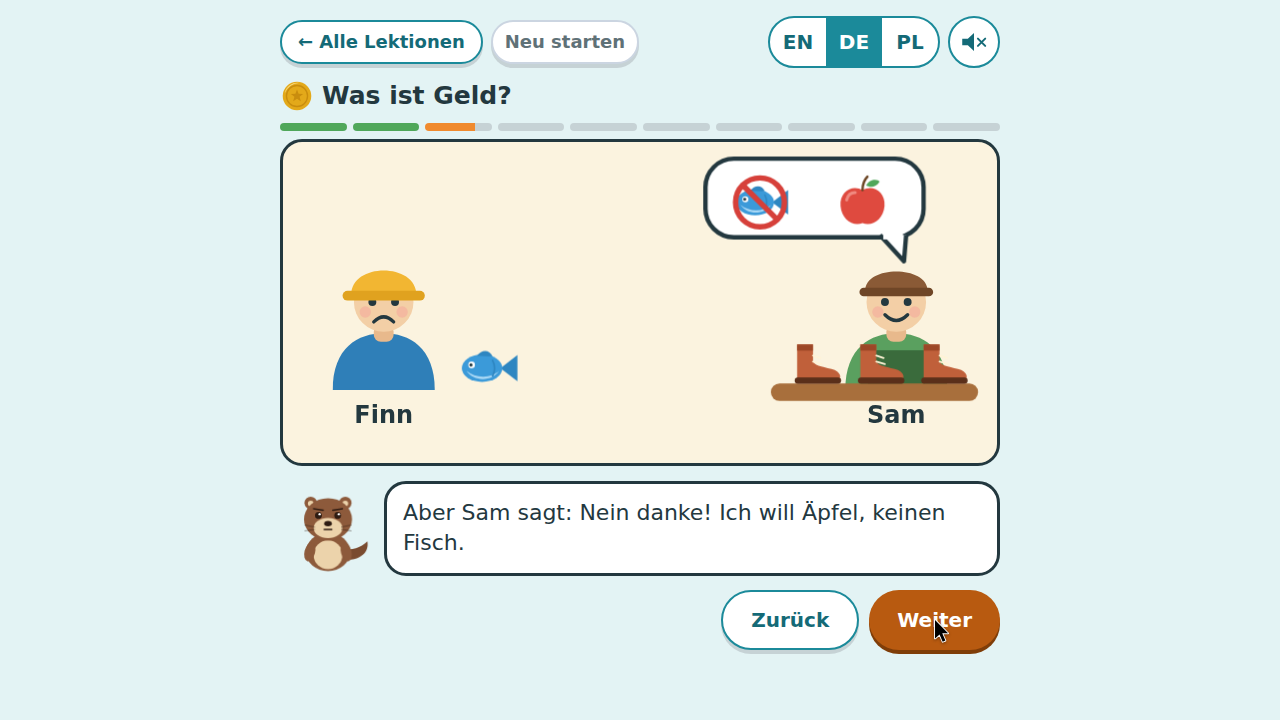 ← Alle Lektionen
Neu starten
EN DE PL
Was ist Geld?
Finn
Sam
Aber Sam sagt: Nein danke! Ich will Äpfel, keinen
Fisch.
Zurück
Weiter